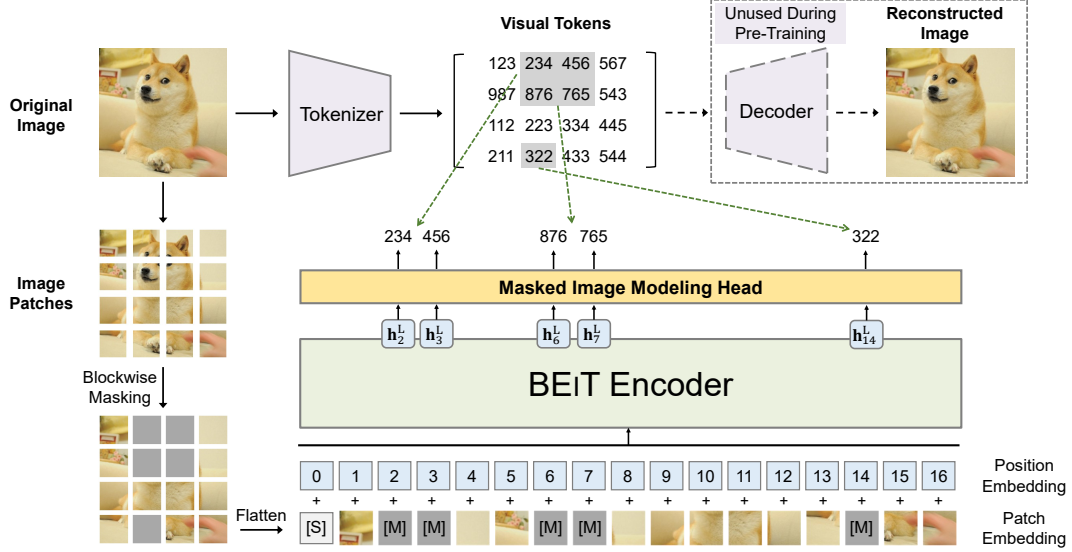 Visual Tokens
Unused During
Pre-Training
Reconstructed
Image
Original
Image
Tokenizer
123 234 456 567
987 876 765 543
112 223 334 445
211 322 433 544
Decoder
234 456 876 765 322
Image
Patches
Masked Image Modeling Head
h₂ᴸ h₃ᴸ h₆ᴸ h₇ᴸ h₁₄ᴸ
BEiT Encoder
Blockwise
Masking
0 1 2 3 4 5 6 7 8 9 10 11 12 13 14 15 16
Position
Embedding
+ + + + + + + + + + + + + + + + +
Flatten
[S] [M] [M] [M] [M] [M]
Patch
Embedding